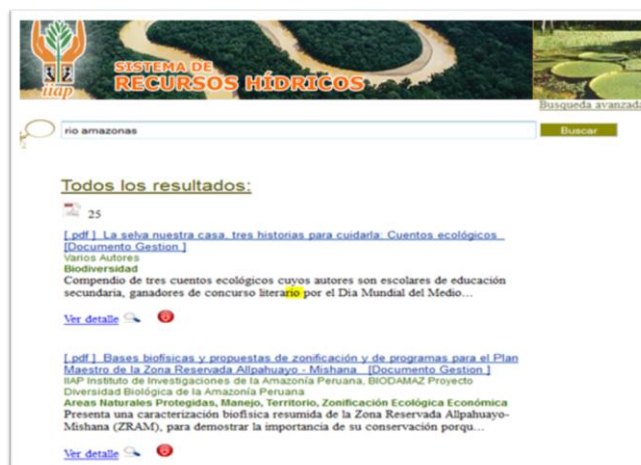 iiap
SISTEMA DE
RECURSOS HÍDRICOS
Busqueda avanzada
rio amazonas
Buscar
Todos los resultados:
25
[.pdf ] La selva nuestra casa, tres historias para cuidarla: Cuentos ecológicos
[Documento Gestion ]
Varios Autores
Biodiversidad
Compendio de tres cuentos ecológicos cuyos autores son escolares de educación
secundaria, ganadores de concurso literario por el Día Mundial del Medio...
Ver detalle
[.pdf ] Bases biofísicas y propuestas de zonificación y de programas para el Plan
Maestro de la Zona Reservada Allpahuayo - Mishana [Documento Gestion ]
IIAP Instituto de Investigaciones de la Amazonía Peruana, BIODAMAZ Proyecto
Diversidad Biológica de la Amazonía Peruana
Areas Naturales Protegidas, Manejo, Territorio, Zonificación Ecológica Económica
Presenta una caracterización biofísica resumida de la Zona Reservada Allpahuayo-
Mishana (ZRAM), para demostrar la importancia de su conservación porqu...
Ver detalle